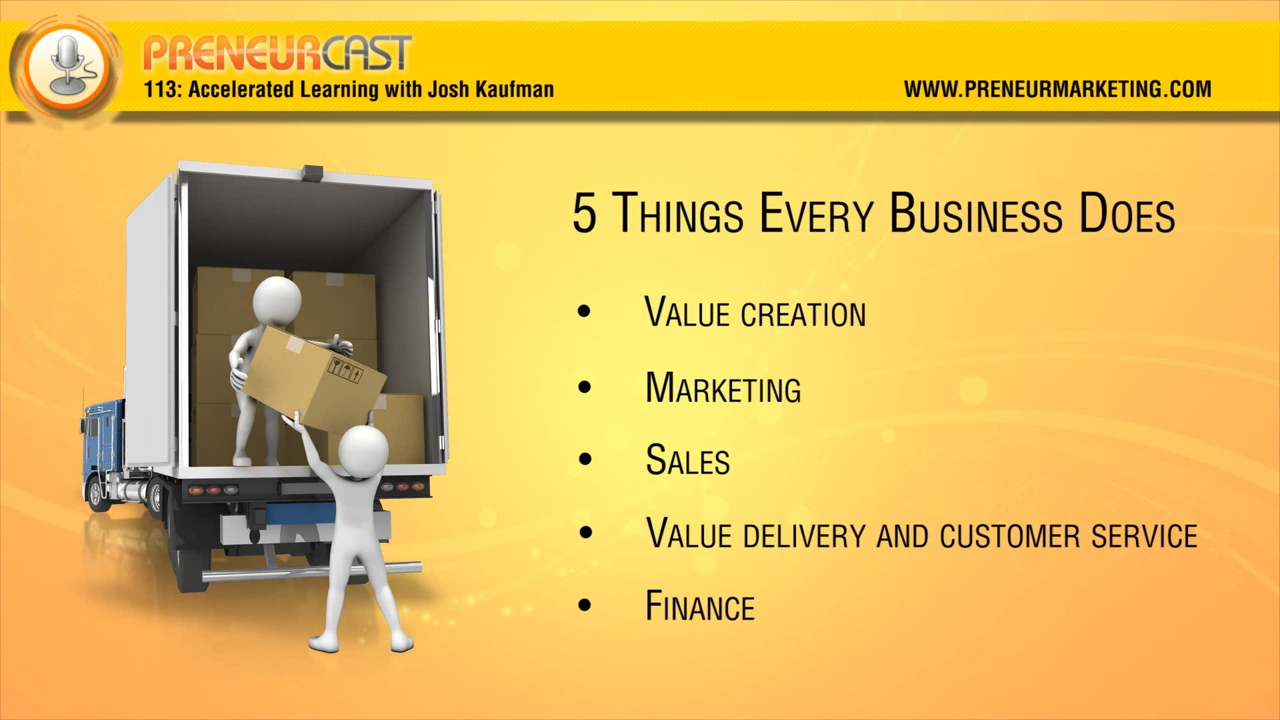 PRENEURCAST
113: Accelerated Learning with Josh Kaufman
WWW.PRENEURMARKETING.COM
5 THINGS EVERY BUSINESS DOES
• VALUE CREATION
• MARKETING
• SALES
• VALUE DELIVERY AND CUSTOMER SERVICE
• FINANCE